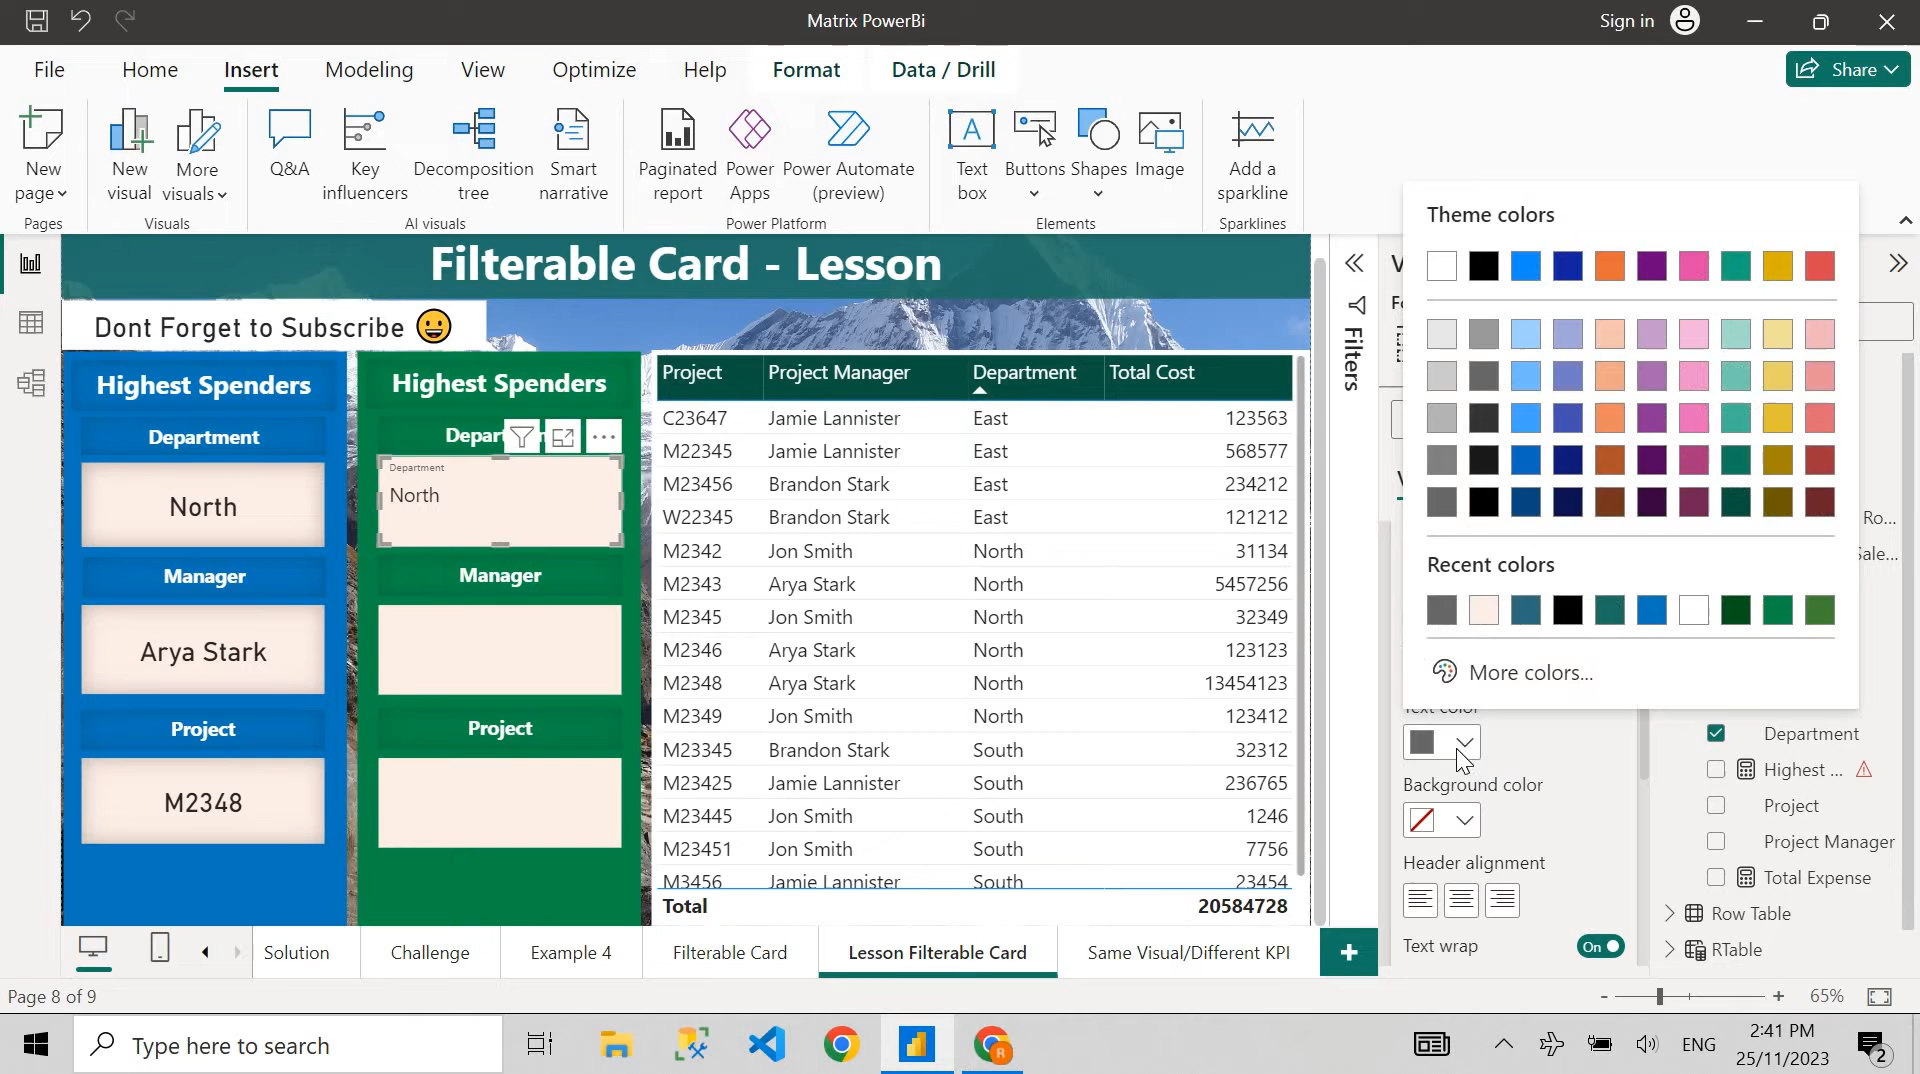 Matrix PowerBi
Sign in
File Home Insert Modeling View Optimize Help Format Data / Drill
Share
New page
New visual
More visuals
Q&A
Key influencers
Decomposition tree
Smart narrative
Paginated report
Power Apps
Power Automate (preview)
Text box
Buttons
Shapes
Image
Add a sparkline
Pages Visuals AI visuals Power Platform Elements Sparklines
Filterable Card - Lesson
Dont Forget to Subscribe
Highest Spenders
Department
North
Manager
Arya Stark
Project
M2348
Highest Spenders
Department
North
Manager
Project
Project Project Manager Department Total Cost
C23647 Jamie Lannister East 123563
M22345 Jamie Lannister East 568577
M23456 Brandon Stark East 234212
W22345 Brandon Stark East 121212
M2342 Jon Smith North 31134
M2343 Arya Stark North 5457256
M2345 Jon Smith North 32349
M2346 Arya Stark North 123123
M2348 Arya Stark North 13454123
M2349 Jon Smith North 123412
M23345 Brandon Stark South 32312
M23425 Jamie Lannister South 236765
M23445 Jon Smith South 1246
M23451 Jon Smith South 7756
M3456 Jamie Lannister South 23454
Total 20584728
Filters
Theme colors
Recent colors
More colors...
Text color
Background color
Header alignment
Text wrap On
Ro...
Sale...
Department
Highest ...
Project
Project Manager
Total Expense
Row Table
RTable
Solution Challenge Example 4 Filterable Card Lesson Filterable Card Same Visual/Different KPI
Page 8 of 9
- + 65%
Type here to search
ENG
2:41 PM
25/11/2023
2